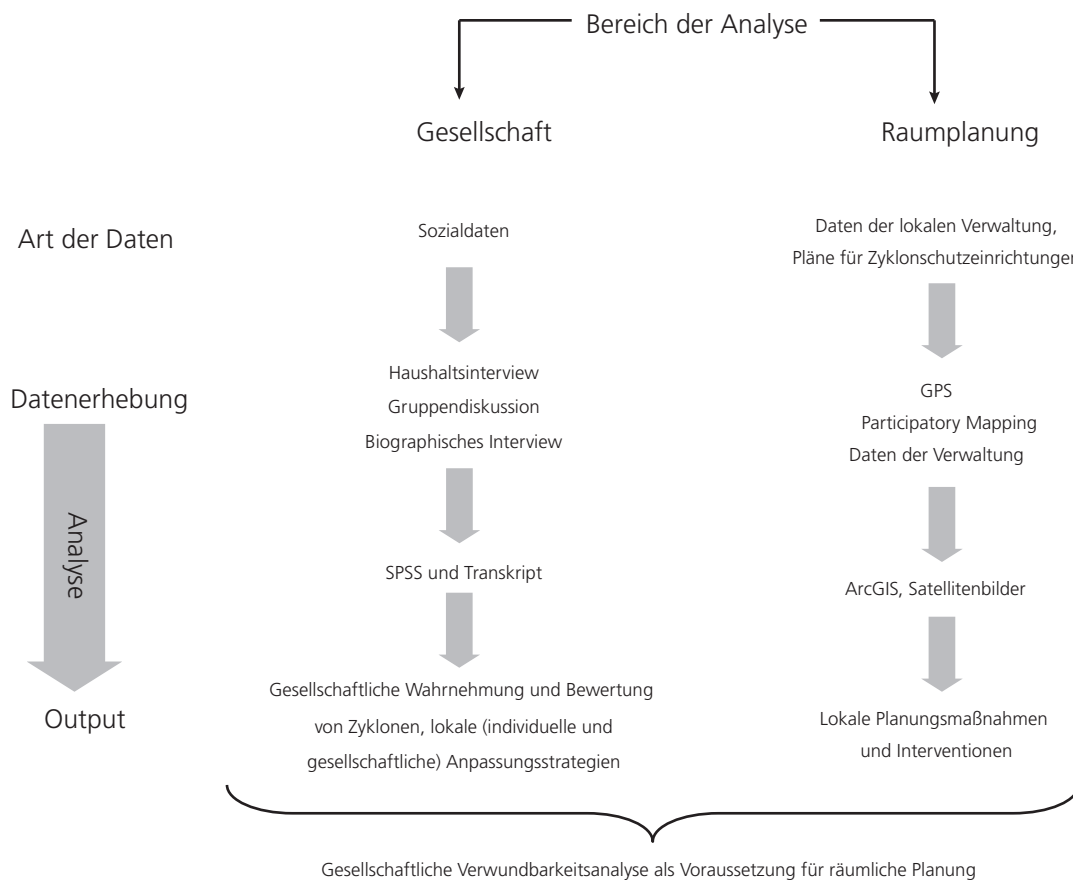 Bereich der Analyse
Gesellschaft
Raumplanung
Art der Daten
Sozialdaten
Daten der lokalen Verwaltung,
Pläne für Zyklonschutzeinrichtungen
Datenerhebung
Haushaltsinterview
Gruppendiskussion
Biographisches Interview
GPS
Participatory Mapping
Daten der Verwaltung
Analyse
SPSS und Transkript
ArcGIS, Satellitenbilder
Output
Gesellschaftliche Wahrnehmung und Bewertung
von Zyklonen, lokale (individuelle und
gesellschaftliche) Anpassungsstrategien
Lokale Planungsmaßnahmen
und Interventionen
Gesellschaftliche Verwundbarkeitsanalyse als Voraussetzung für räumliche Planung